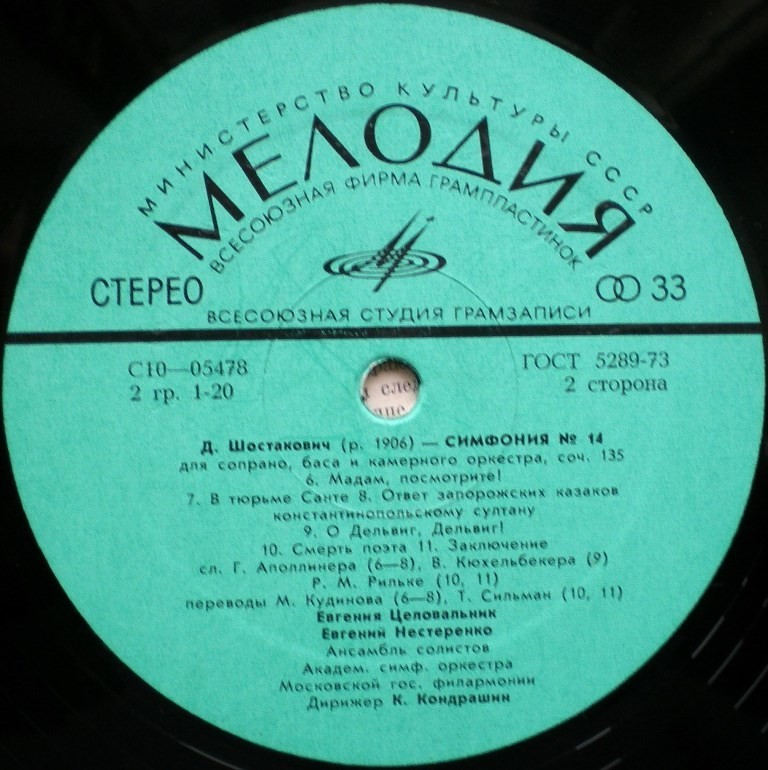 МИНИСТЕРСТВО КУЛЬТУРЫ СССР
МЕЛОДИЯ
ВСЕСОЮЗНАЯ ФИРМА ГРАМПЛАСТИНОК
СТЕРЕО
33
ВСЕСОЮЗНАЯ СТУДИЯ ГРАМЗАПИСИ
С10—05478
ГОСТ 5289-73
2 гр. 1-20
2 сторона
Д. Шостакович (р. 1906) — СИМФОНИЯ № 14
для сопрано, баса и камерного оркестра, соч. 135
6. Мадам, посмотрите!
7. В тюрьме Санте 8. Ответ запорожских казаков
константинопольскому султану
9. О Дельвиг, Дельвиг!
10. Смерть поэта 11. Заключение
сл. Г. Аполлинера (6—8), В. Кюхельбекера (9)
Р. М. Рильке (10, 11)
переводы М. Кудинова (6—8), Т. Сильман (10, 11)
Евгения Целовальник
Евгений Нестеренко
Ансамбль солистов
Академ. симф. оркестра
Московской гос. филармонии
Дирижер К. Кондрашин